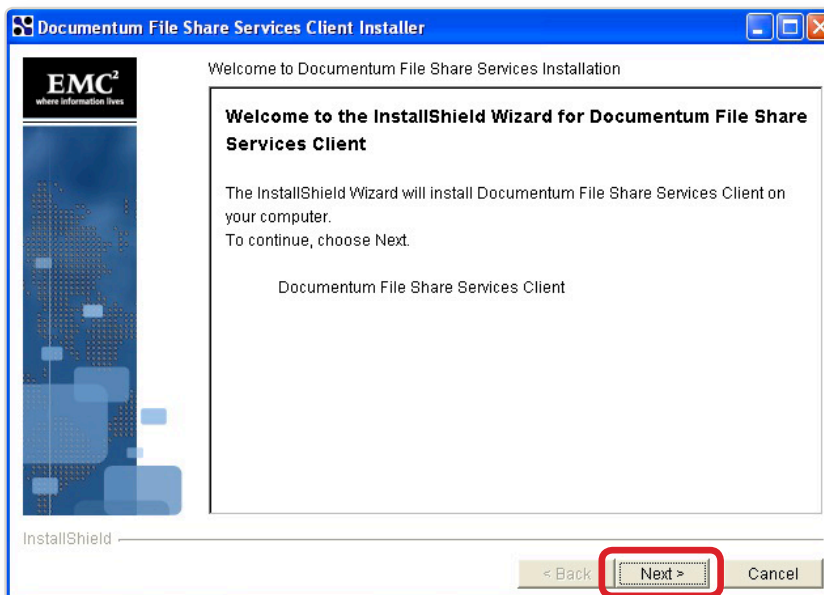 Documentum File Share Services Client Installer
EMC²
where information lives
Welcome to Documentum File Share Services Installation
Welcome to the InstallShield Wizard for Documentum File Share
Services Client
The InstallShield Wizard will install Documentum File Share Services Client on
your computer.
To continue, choose Next.
Documentum File Share Services Client
InstallShield
< Back
Next >
Cancel